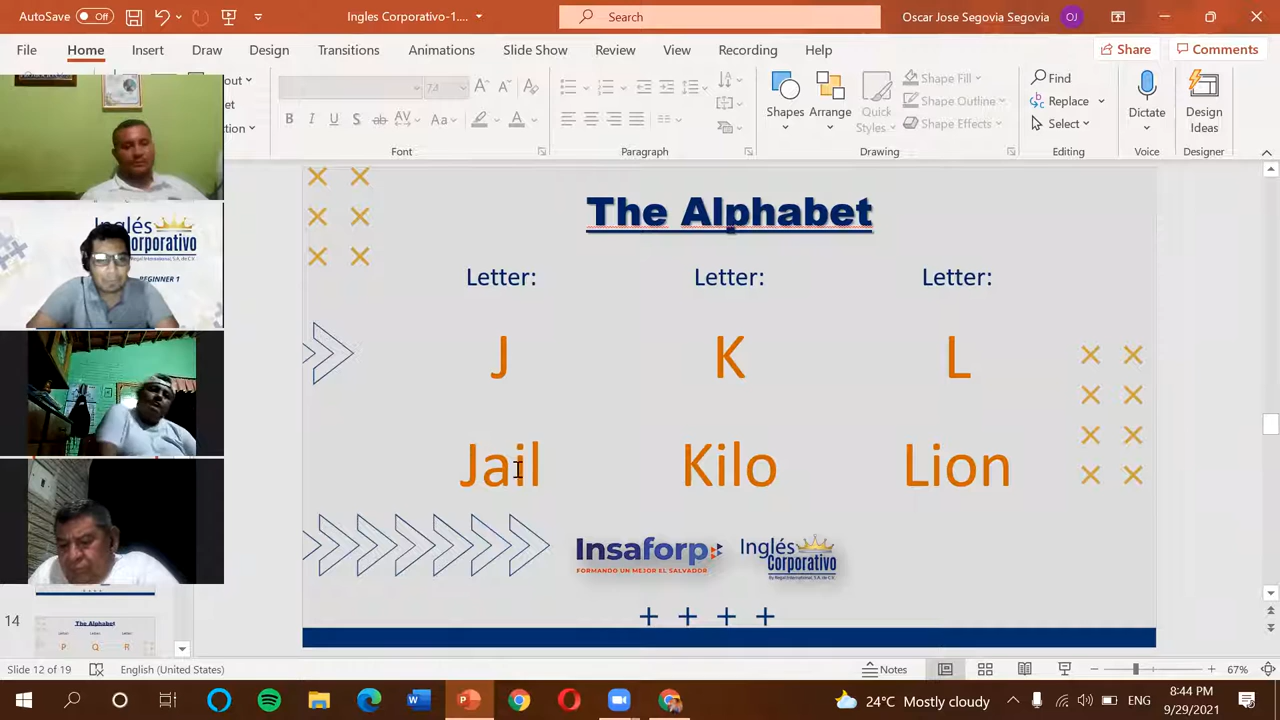 AutoSave Off Ingles Corporativo-1.... Search Oscar Jose Segovia Segovia OJ
File Home Insert Draw Design Transitions Animations Slide Show Review View Recording Help Share Comments
Shapes Arrange Quick Styles Shape Fill Shape Outline Shape Effects Find Replace Select Dictate Design Ideas
Font Paragraph Drawing Editing Voice Designer
Inglés
Corporativo
BEGINNER 1
The Alphabet
Letter: Letter: Letter:
J K L
Jail Kilo Lion
Insaforp
FORMANDO UN MEJOR EL SALVADOR
Inglés
Corporativo
By Regal International, S.A. de C.V.
14
The Alphabet
P Q R
Slide 12 of 19 English (United States) Notes 67%
24°C Mostly cloudy ENG 8:44 PM
9/29/2021